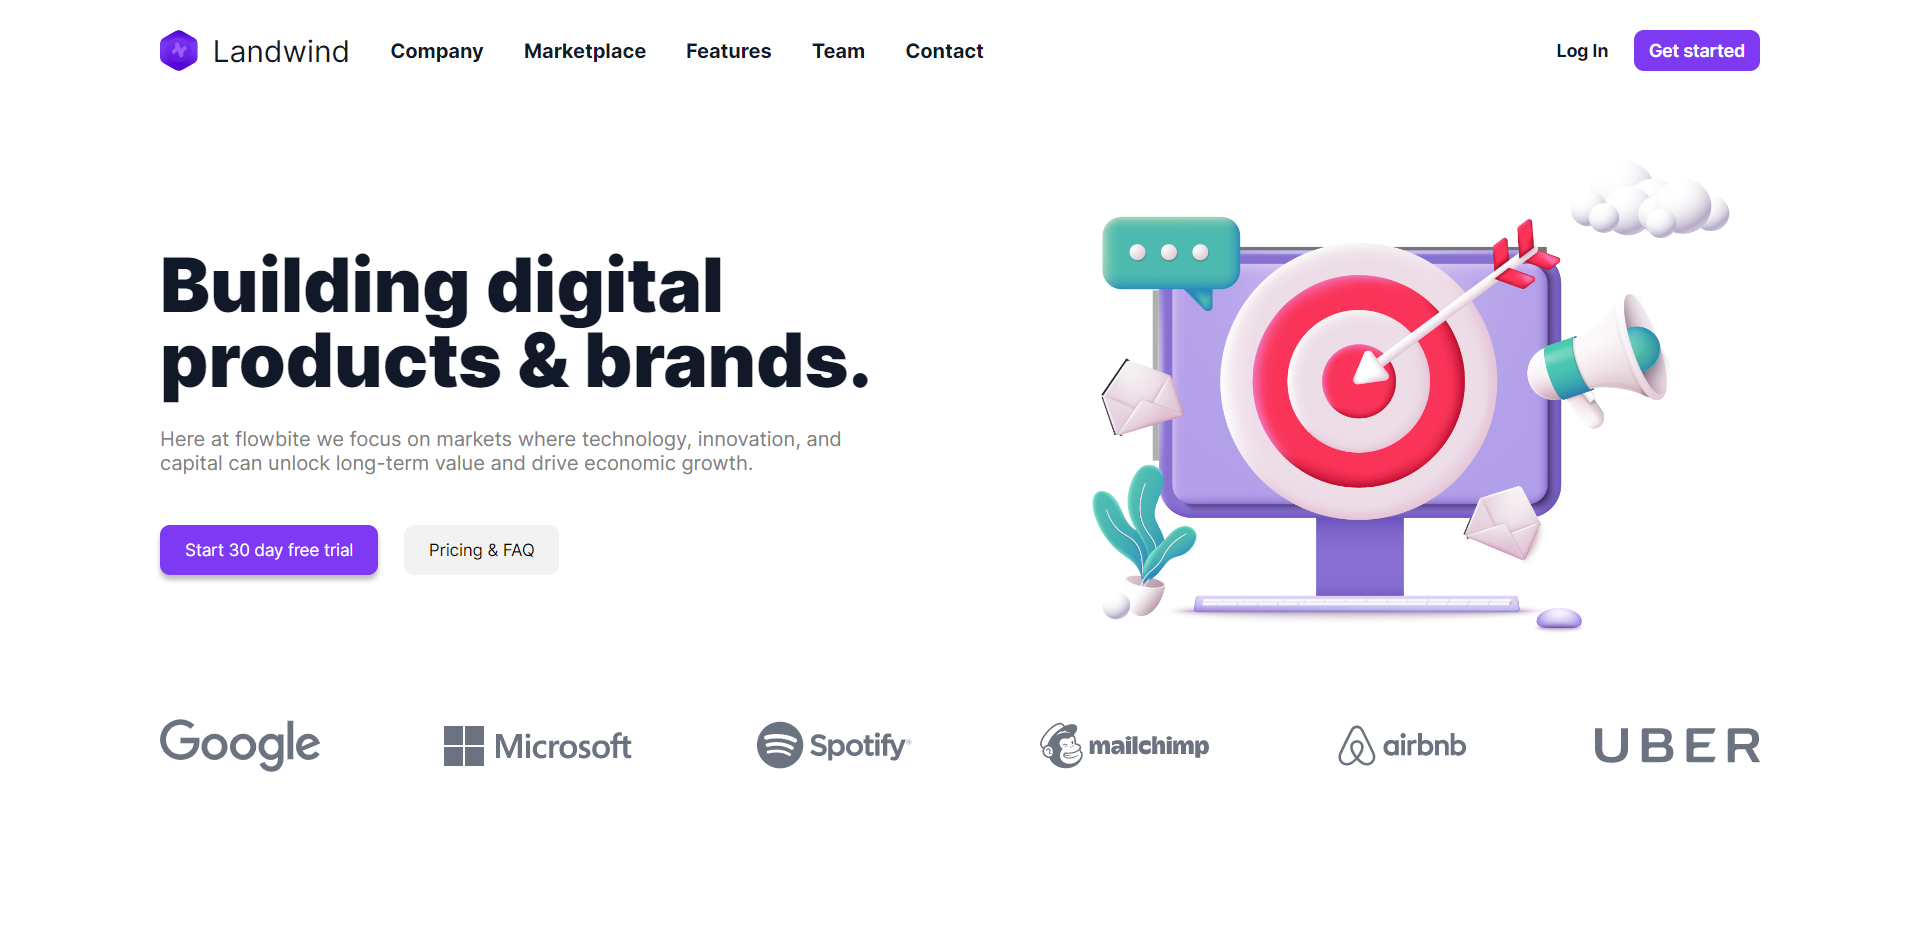 Landwind
Company
Marketplace
Features
Team
Contact
Log In
Get started
Building digital
products & brands.
Here at flowbite we focus on markets where technology, innovation, and
capital can unlock long-term value and drive economic growth.
Start 30 day free trial
Pricing & FAQ
Google
Microsoft
Spotify®
mailchimp
airbnb
UBER